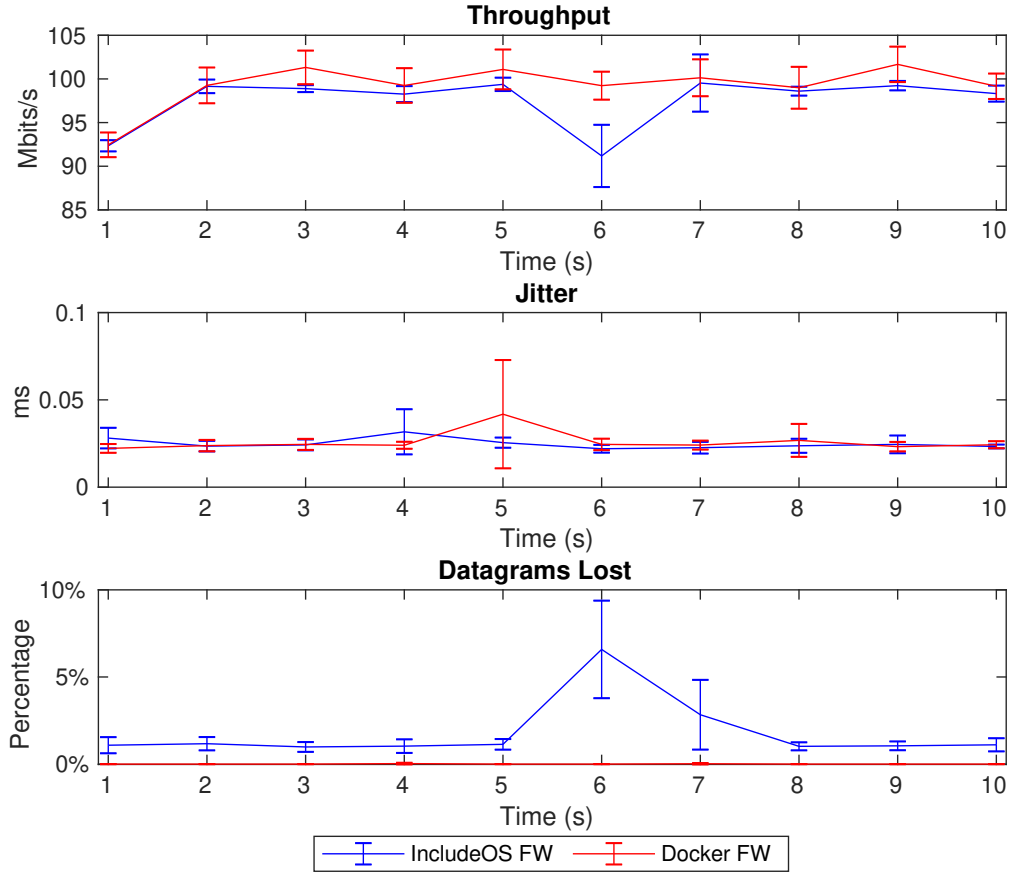 Throughput
105
100
95
90
85
Mbits/s
1 2 3 4 5 6 7 8 9 10
Time (s)
Jitter
0.1
0.05
0
ms
1 2 3 4 5 6 7 8 9 10
Time (s)
Datagrams Lost
10%
5%
0%
Percentage
1 2 3 4 5 6 7 8 9 10
Time (s)
IncludeOS FW Docker FW